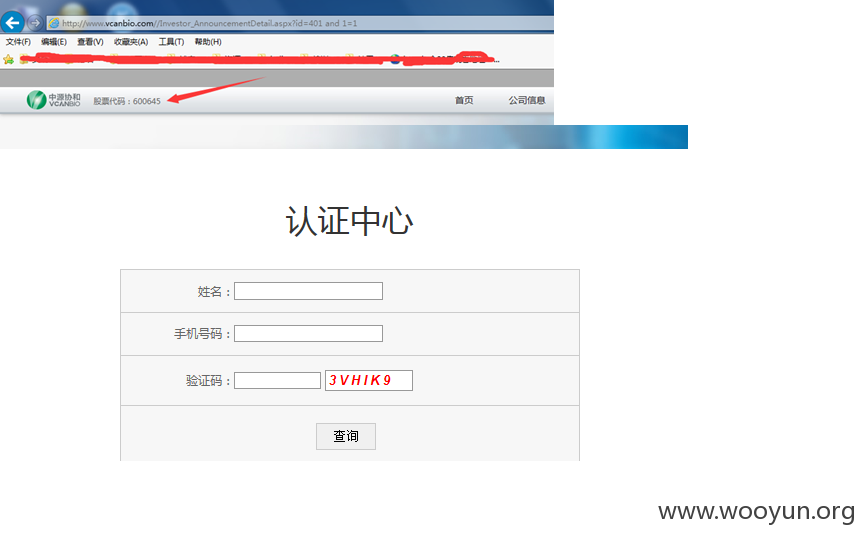 http://www.vcanbio.com//Investor_AnnouncementDetail.aspx?id=401 and 1=1
文件(F) 编辑(E) 查看(V) 收藏夹(A) 工具(T) 帮助(H)
中源协和 VCANBIO 股票代码：600645 首页 公司信息
认证中心
姓名：
手机号码：
验证码： 3VHIK9
查询
www.wooyun.org